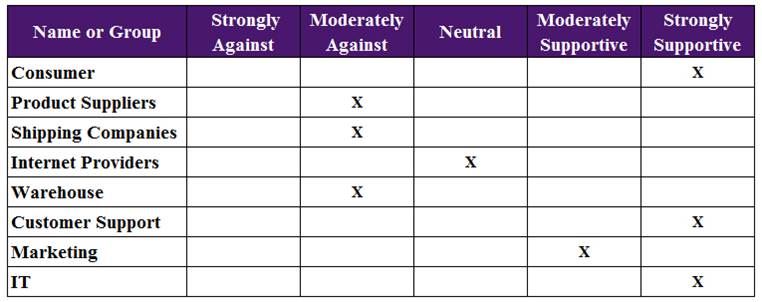 Name or Group Strongly Against Moderately Against Neutral Moderately Supportive Strongly Supportive
Consumer X
Product Suppliers X
Shipping Companies X
Internet Providers X
Warehouse X
Customer Support X
Marketing X
IT X